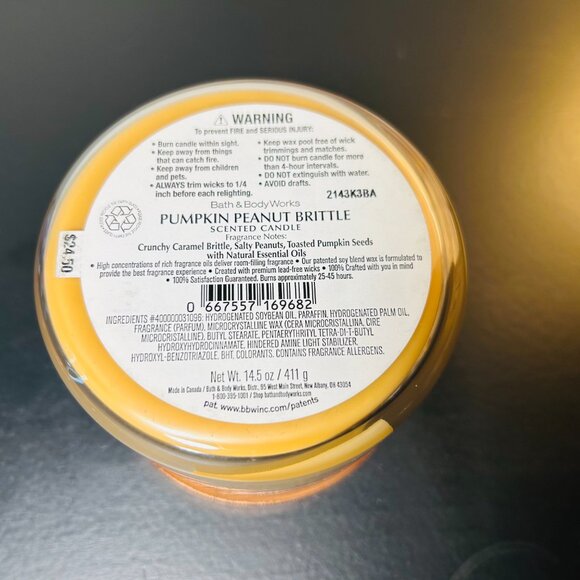 WARNING
To prevent FIRE and SERIOUS INJURY:
• Burn candle within sight.
• Keep away from things
that can catch fire.
• Keep away from children
and pets.
• ALWAYS trim wicks to 1/4
inch before each relighting.
• Keep wax pool free of wick
trimmings and matches.
• DO NOT burn candle for more
than 4-hour intervals.
• DO NOT extinguish with water.
• AVOID drafts.
2143K3BA
Bath & Body Works
PUMPKIN PEANUT BRITTLE
SCENTED CANDLE
Fragrance Notes:
Crunchy Caramel Brittle, Salty Peanuts, Toasted Pumpkin Seeds
with Natural Essential Oils
• High concentrations of rich fragrance oils deliver room-filling fragrance • Our patented soy blend wax is formulated to
provide the best fragrance experience • Created with premium lead-free wicks • 100% Crafted with you in mind
• 100% Satisfaction Guaranteed. Burns approximately 25-45 hours.
$24.50
0 667557 169682
INGREDIENTS #400000031095: HYDROGENATED SOYBEAN OIL, PARAFFIN, HYDROGENATED PALM OIL,
FRAGRANCE (PARFUM), MICROCRYSTALLINE WAX (CERA MICROCRISTALLINA, CIRE
MICROCRISTALLINE), BUTYL STEARATE, PENTAERYTHRITYL TETRA-DI-T-BUTYL
HYDROXYHYDROCINNAMATE, HINDERED AMINE LIGHT STABILIZER,
HYDROXYL-BENZOTRIAZOLE, BHT, COLORANTS. CONTAINS FRAGRANCE ALLERGENS.
Net Wt. 14.5 oz / 411 g
Made in Canada / Bath & Body Works, Distr., 95 West Main Street, New Albany, OH 43054
1-800-395-1001 / Shop bathandbodyworks.com
pat. www.bbwinc.com/patents